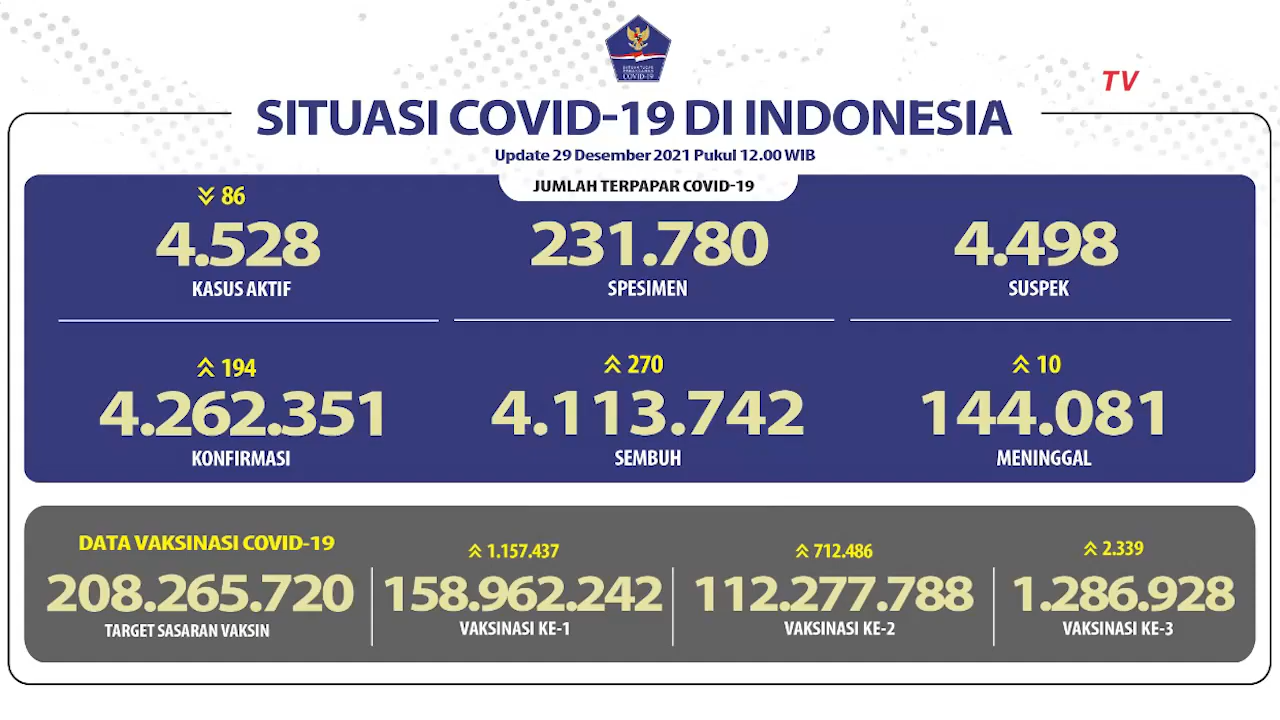 COVID-19
TV
SITUASI COVID-19 DI INDONESIA
Update 29 Desember 2021 Pukul 12.00 WIB
JUMLAH TERPAPAR COVID-19
86
4.528
KASUS AKTIF
231.780
SPESIMEN
4.498
SUSPEK
194
4.262.351
KONFIRMASI
270
4.113.742
SEMBUH
10
144.081
MENINGGAL
DATA VAKSINASI COVID-19
208.265.720
TARGET SASARAN VAKSIN
1.157.437
158.962.242
VAKSINASI KE-1
712.486
112.277.788
VAKSINASI KE-2
2.339
1.286.928
VAKSINASI KE-3